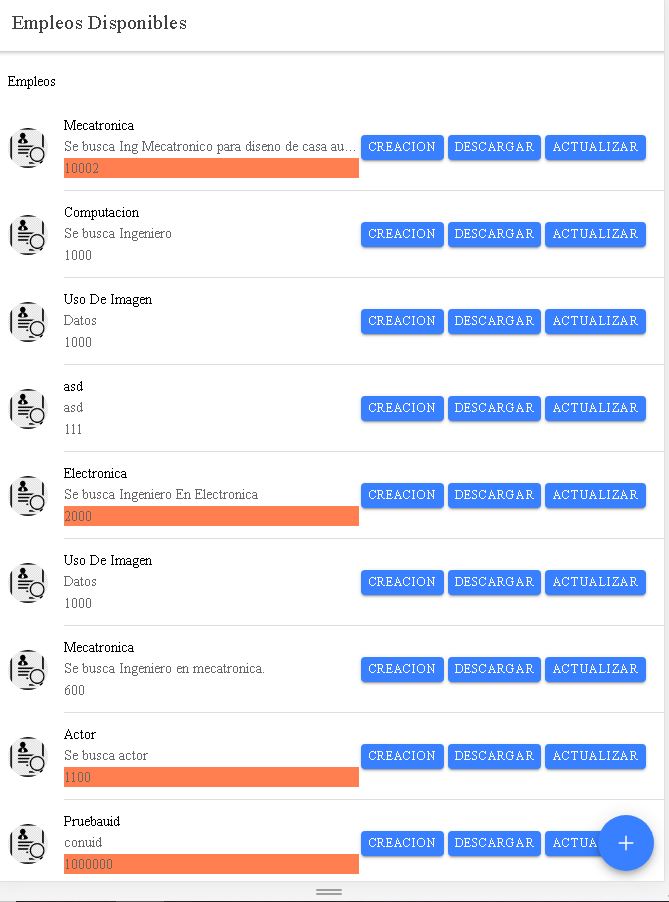 Empleos Disponibles
Empleos
Mecatronica
Se busca Ing Mecatronico para diseno de casa au...
10002
CREACION DESCARGAR ACTUALIZAR
Computacion
Se busca Ingeniero
1000
CREACION DESCARGAR ACTUALIZAR
Uso De Imagen
Datos
1000
CREACION DESCARGAR ACTUALIZAR
asd
asd
111
CREACION DESCARGAR ACTUALIZAR
Electronica
Se busca Ingeniero En Electronica
2000
CREACION DESCARGAR ACTUALIZAR
Uso De Imagen
Datos
1000
CREACION DESCARGAR ACTUALIZAR
Mecatronica
Se busca Ingeniero en mecatronica.
600
CREACION DESCARGAR ACTUALIZAR
Actor
Se busca actor
1100
CREACION DESCARGAR ACTUALIZAR
Pruebauid
conuid
1000000
CREACION DESCARGAR ACTUA
+